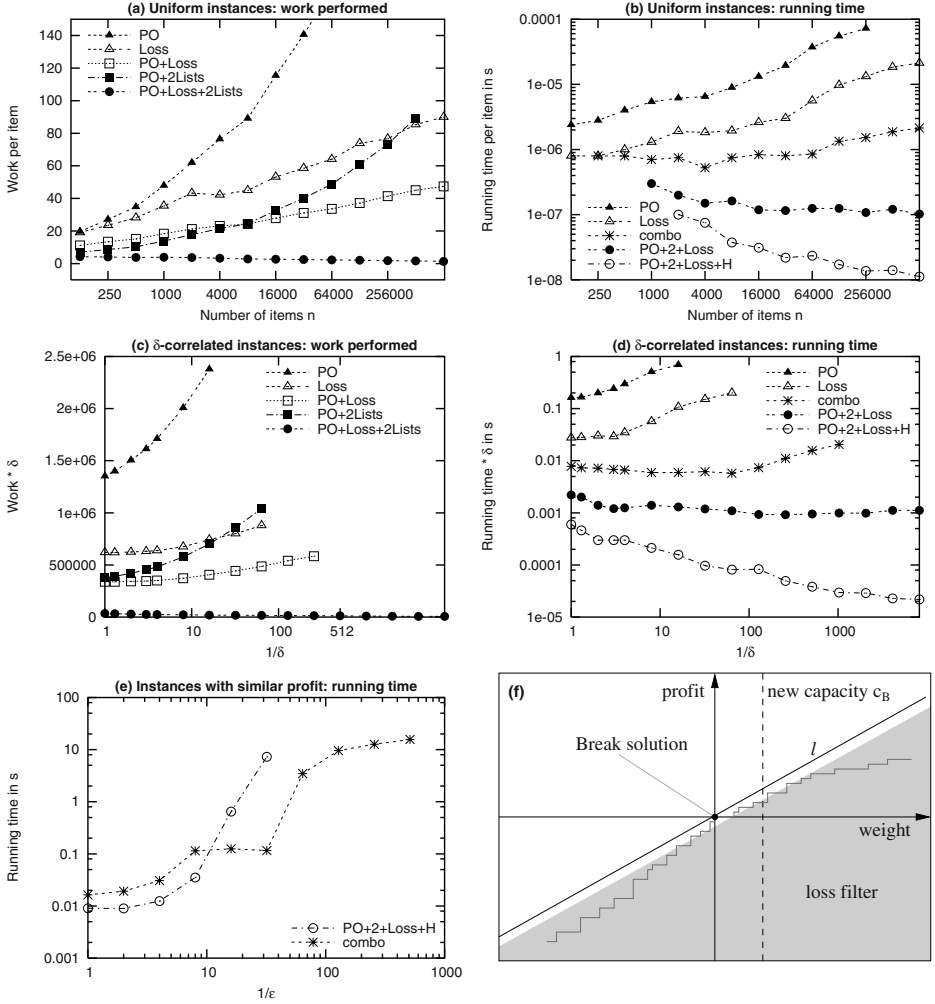 (a) Uniform instances: work performed
Work per item
140
120
100
80
60
40
20
0
PO
Loss
PO+Loss
PO+2Lists
PO+Loss+2Lists
250 1000 4000 16000 64000 256000
Number of items n
(b) Uniform instances: running time
Running time per item in s
0.0001
1e-05
1e-06
1e-07
1e-08
PO
Loss
combo
PO+2+Loss
PO+2+Loss+H
250 1000 4000 16000 64000 256000
Number of items n
(c) δ-correlated instances: work performed
Work * δ
2.5e+06
2e+06
1.5e+06
1e+06
500000
0
PO
Loss
PO+Loss
PO+2Lists
PO+Loss+2Lists
1 10 100 512
1/δ
(d) δ-correlated instances: running time
Running time * δ in s
1
0.1
0.01
0.001
0.0001
1e-05
PO
Loss
combo
PO+2+Loss
PO+2+Loss+H
1 10 100 1000
1/δ
(e) Instances with similar profit: running time
Running time in s
100
10
1
0.1
0.01
0.001
PO+2+Loss+H
combo
1 10 100 1000
1/ε
(f)
profit
new capacity cB
Break solution
l
weight
loss filter